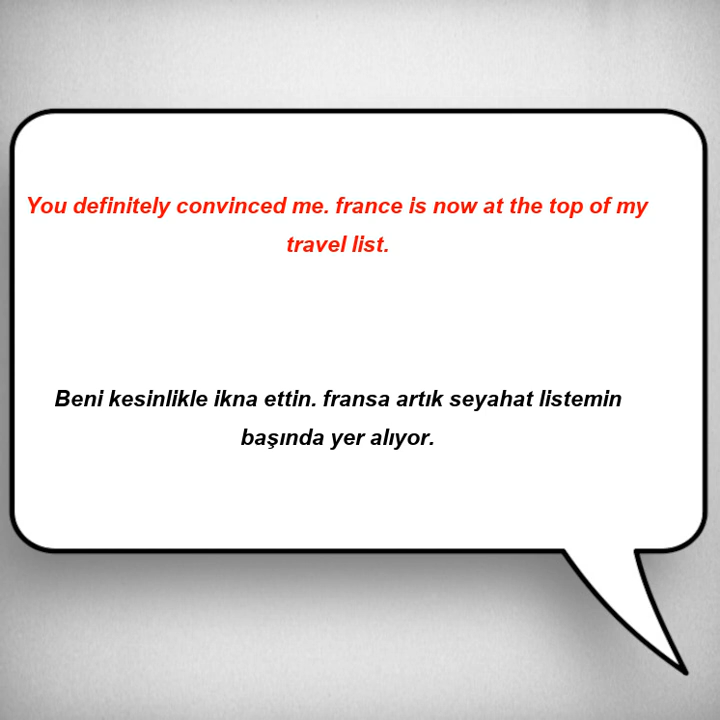 You definitely convinced me. france is now at the top of my
travel list.
Beni kesinlikle ikna ettin. fransa artık seyahat listemin
başında yer alıyor.